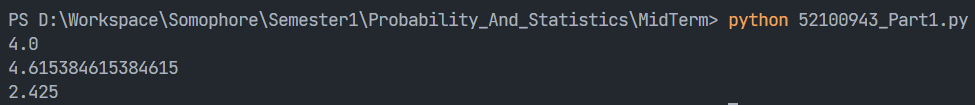 PS D:\Workspace\Somophore\Semester1\Probability_And_Statistics\MidTerm> python 52100943_Part1.py
4.0
4.615384615384615
2.425